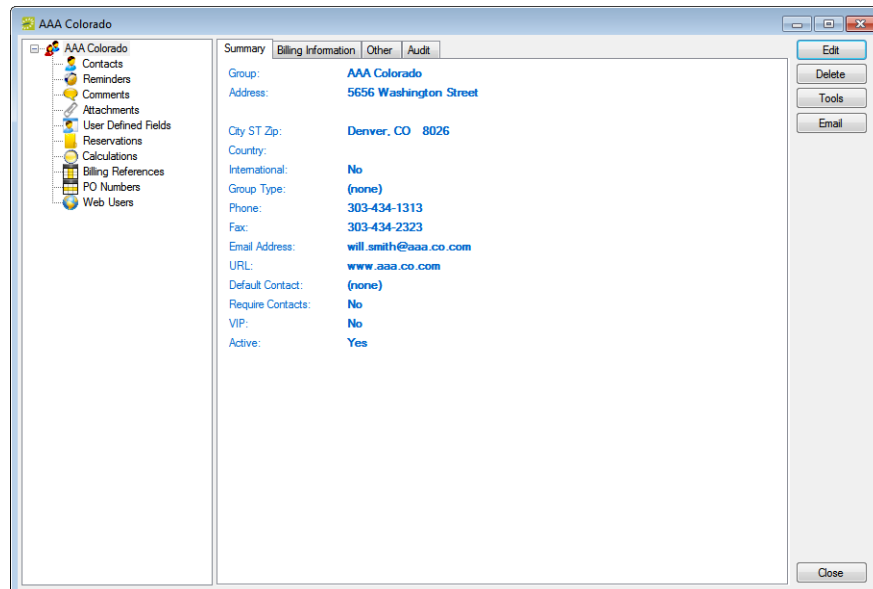 AAA Colorado
AAA Colorado
Contacts
Reminders
Comments
Attachments
User Defined Fields
Reservations
Calculations
Billing References
PO Numbers
Web Users
Summary Billing Information Other Audit
Group: AAA Colorado
Address: 5656 Washington Street
City ST Zip: Denver, CO 8026
Country:
International: No
Group Type: (none)
Phone: 303-434-1313
Fax: 303-434-2323
Email Address: will.smith@aaa.co.com
URL: www.aaa.co.com
Default Contact: (none)
Require Contacts: No
VIP: No
Active: Yes
Edit
Delete
Tools
Email
Close